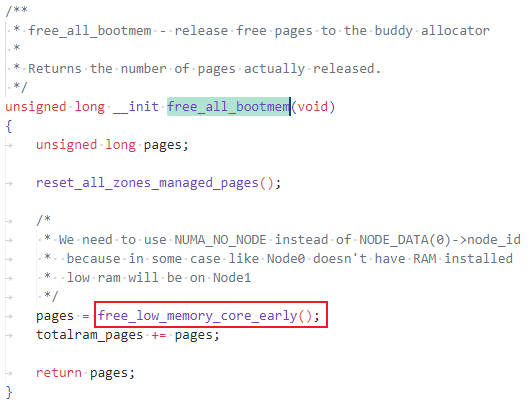 /**
 * free_all_bootmem - release free pages to the buddy allocator
 *
 * Returns the number of pages actually released.
 */
unsigned long __init free_all_bootmem(void)
{
    unsigned long pages;

    reset_all_zones_managed_pages();

    /*
     * We need to use NUMA_NO_NODE instead of NODE_DATA(0)->node_id
     *  because in some case like Node0 doesn't have RAM installed
     *  low ram will be on Node1
     */
    pages = free_low_memory_core_early();
    totalram_pages += pages;

    return pages;
}